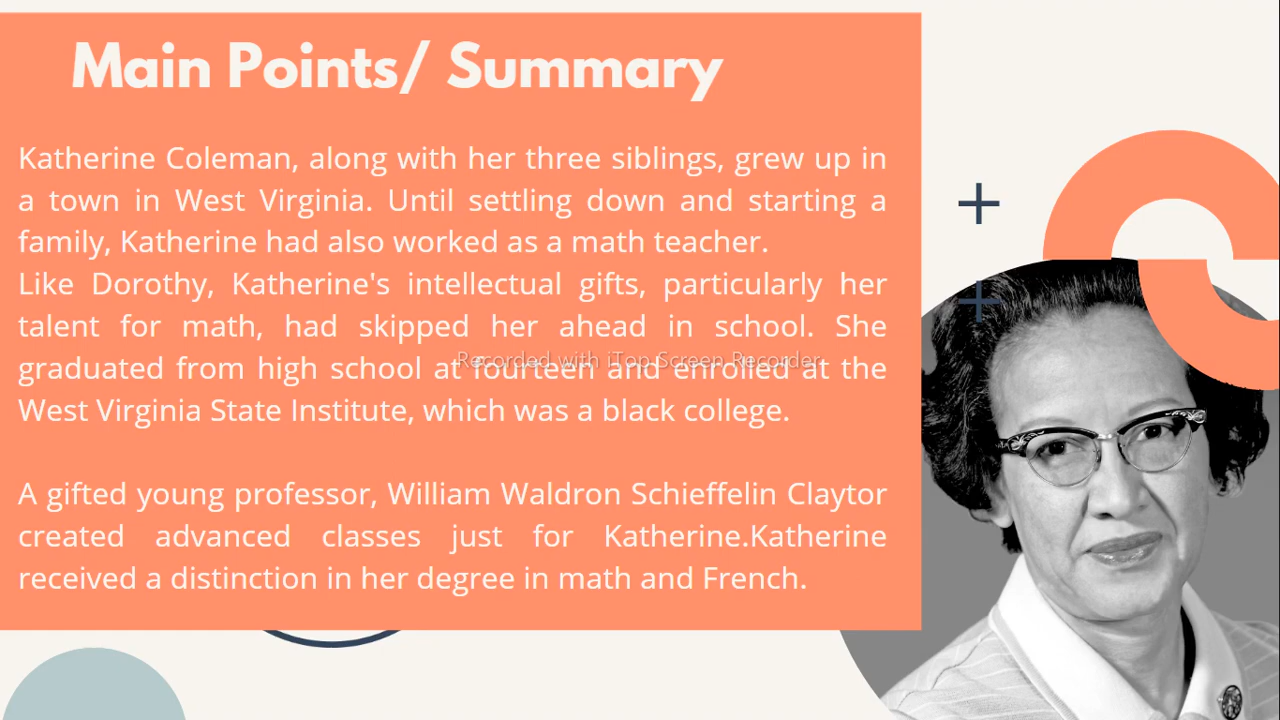 Main Points/ Summary
Katherine Coleman, along with her three siblings, grew up in
a town in West Virginia. Until settling down and starting a
family, Katherine had also worked as a math teacher.
Like Dorothy, Katherine's intellectual gifts, particularly her
talent for math, had skipped her ahead in school. She
graduated from high school at fourteen and enrolled at the
Recorded with iTop Screen Recorder
West Virginia State Institute, which was a black college.
A gifted young professor, William Waldron Schieffelin Claytor
created advanced classes just for Katherine.Katherine
received a distinction in her degree in math and French.